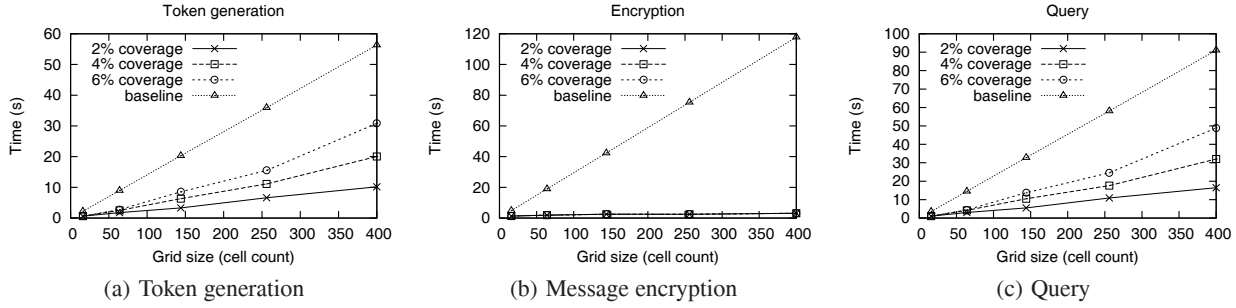 Token generation
60
50
40
30
20
10
0
0 50 100 150 200 250 300 350 400
Time (s)
Grid size (cell count)
2% coverage
4% coverage
6% coverage
baseline
(a) Token generation
Encryption
120
100
80
60
40
20
0
0 50 100 150 200 250 300 350 400
Time (s)
Grid size (cell count)
2% coverage
4% coverage
6% coverage
baseline
(b) Message encryption
Query
100
90
80
70
60
50
40
30
20
10
0
0 50 100 150 200 250 300 350 400
Time (s)
Grid size (cell count)
2% coverage
4% coverage
6% coverage
baseline
(c) Query